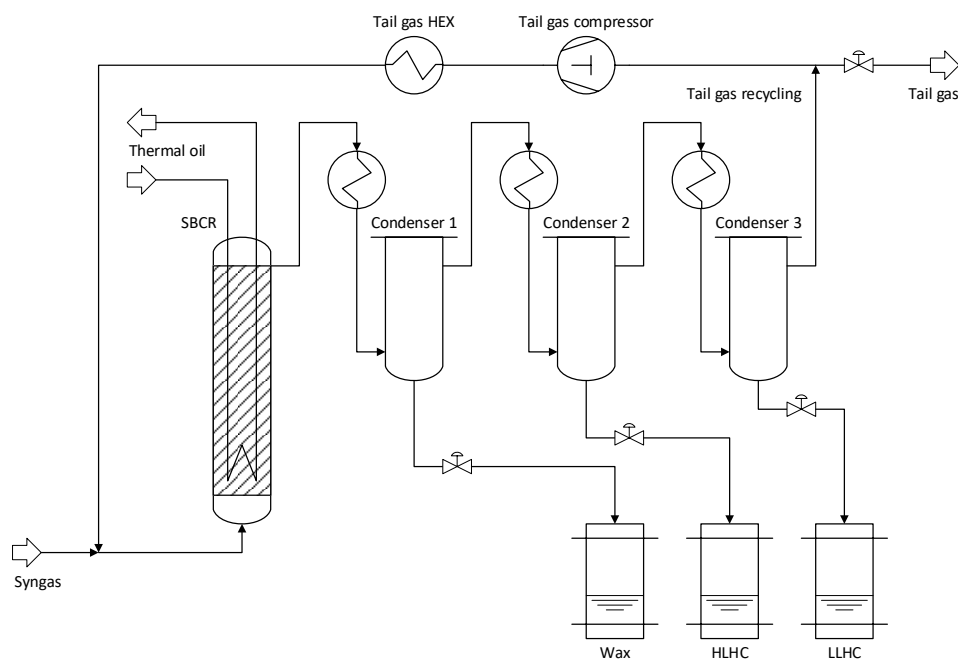 Tail gas HEX
Tail gas compressor
Tail gas recycling
Tail gas
Thermal oil
SBCR
Condenser 1
Condenser 2
Condenser 3
Syngas
Wax
HLHC
LLHC